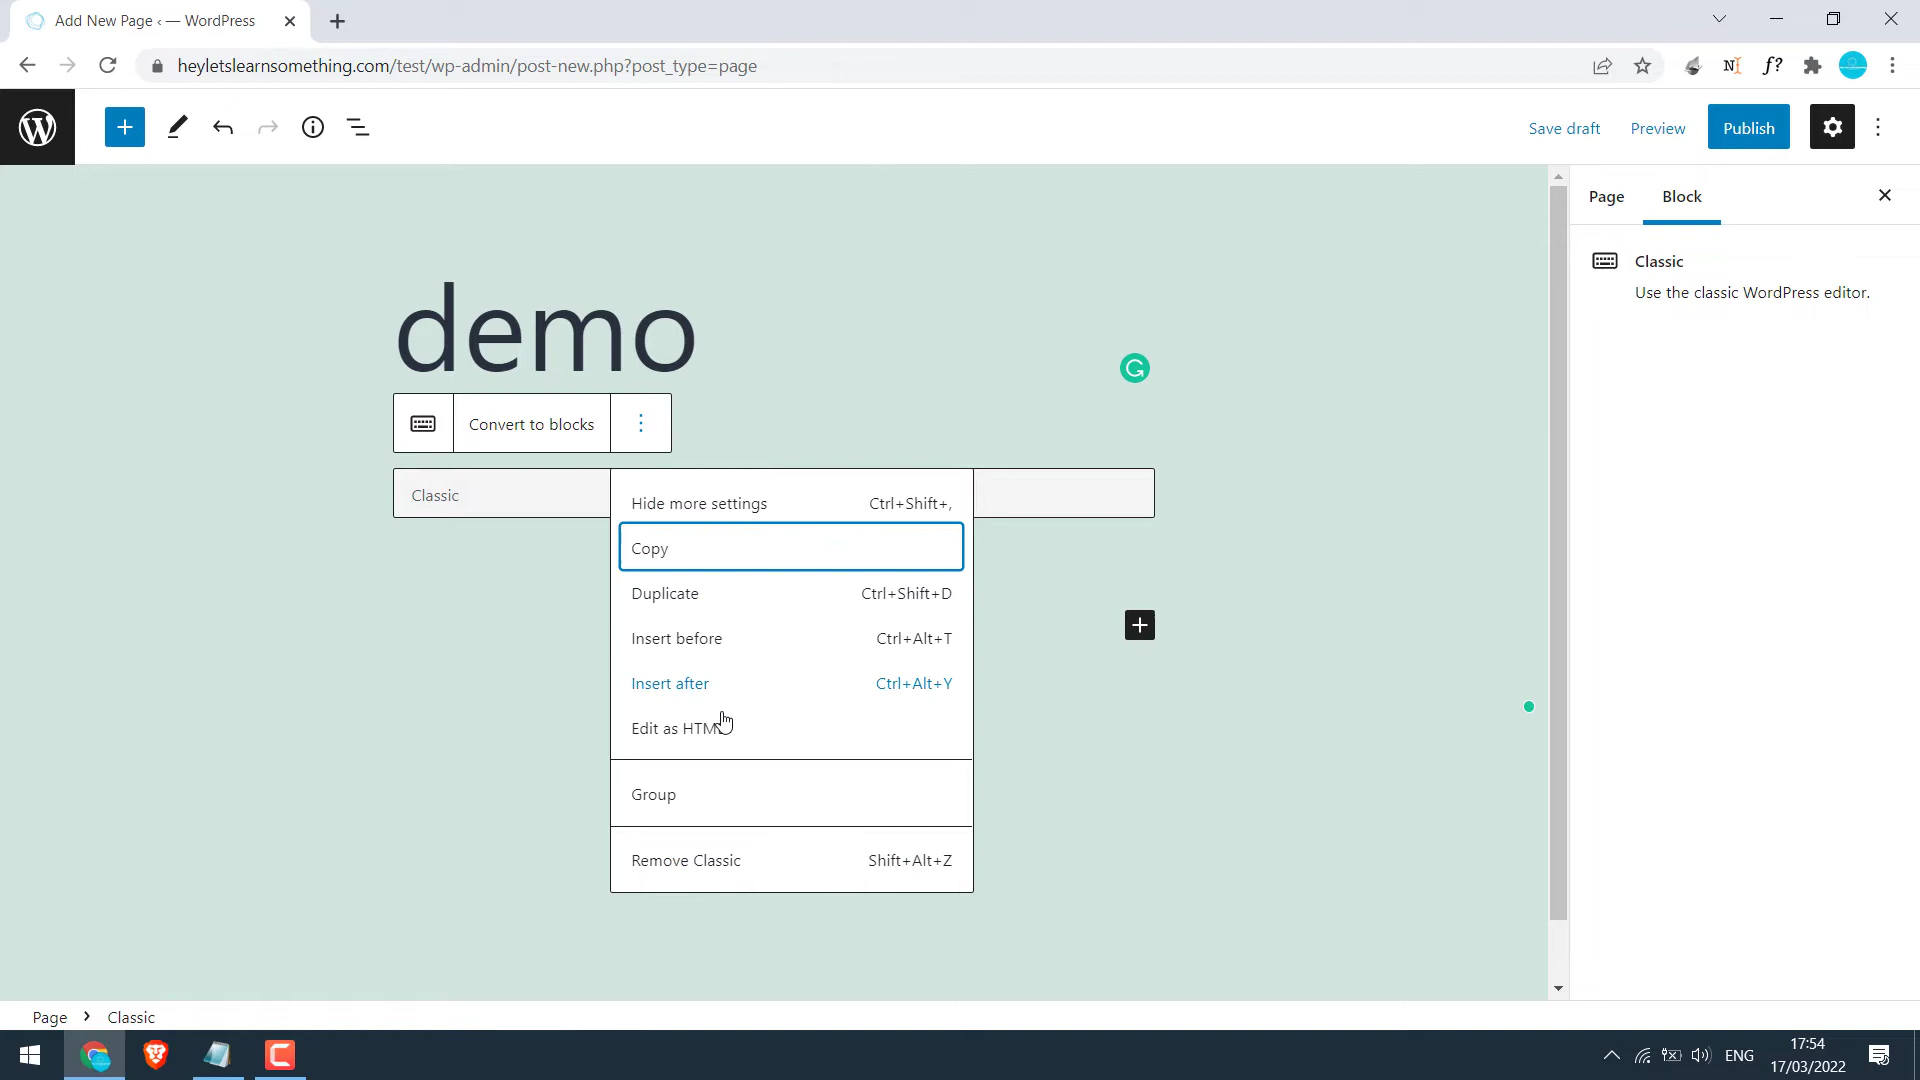 Add New Page ‹ — WordPress
heyletslearnsomething.com/test/wp-admin/post-new.php?post_type=page
Save draft
Preview
Publish
Page
Block
Classic
Use the classic WordPress editor.
demo
Convert to blocks
Classic
Hide more settings Ctrl+Shift+,
Copy
Duplicate Ctrl+Shift+D
Insert before Ctrl+Alt+T
Insert after Ctrl+Alt+Y
Edit as HTML
Group
Remove Classic Shift+Alt+Z
Page › Classic
ENG
17:54
17/03/2022